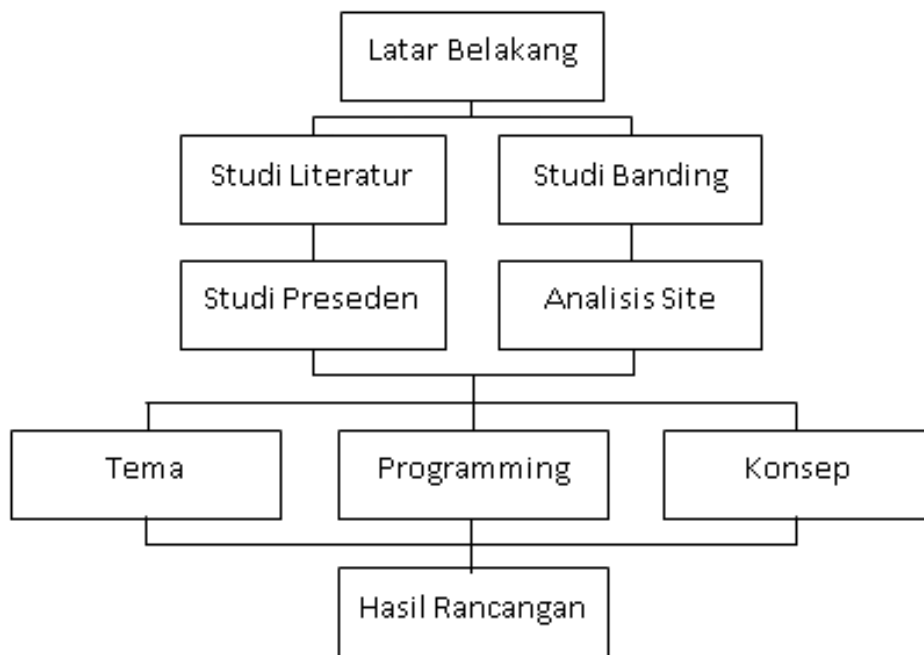 Latar Belakang
Studi Literatur
Studi Banding
Studi Preseden
Analisis Site
Tema
Programming
Konsep
Hasil Rancangan